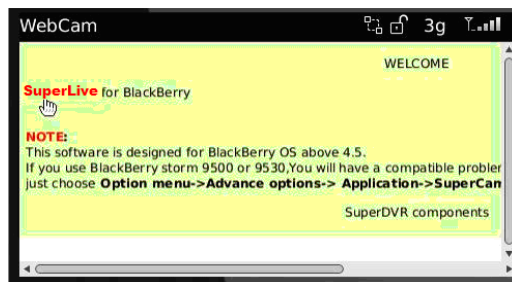 WebCam 3g
WELCOME
SuperLive for BlackBerry
NOTE:
This software is designed for BlackBerry OS above 4.5.
If you use BlackBerry storm 9500 or 9530,You will have a compatible
just choose Option menu->Advance options-> Application->
SuperDVR components